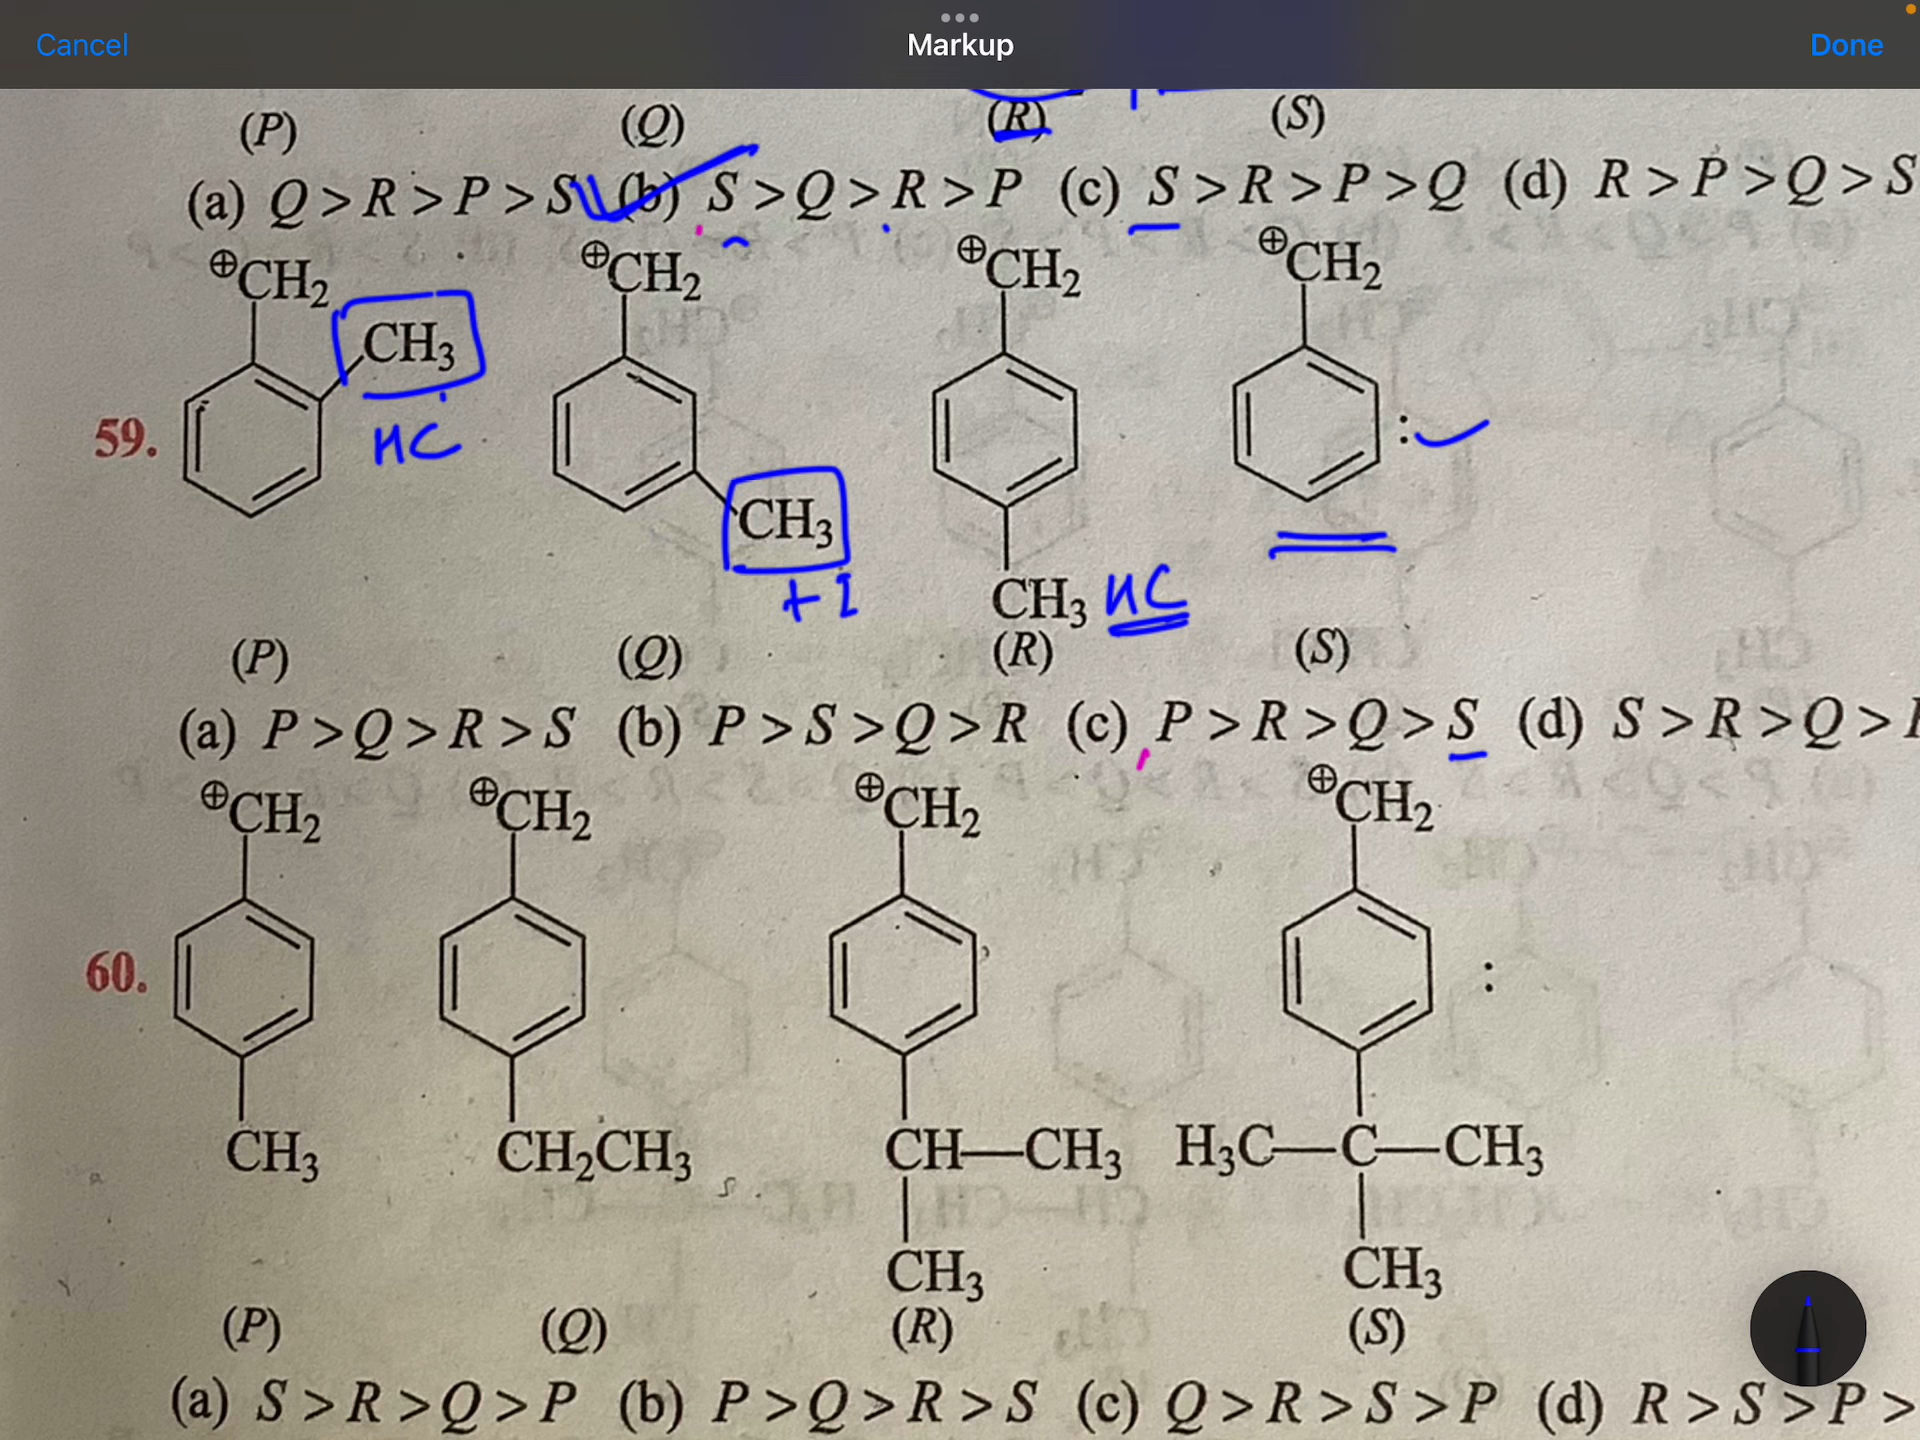 Cancel Markup Done
(P) (Q) (R) (S)
(a) Q > R > P > S (b) S > Q > R > P (c) S > R > P > Q (d) R > P > Q > S
⊕CH₂ ⊕CH₂ ⊕CH₂ ⊕CH₂
CH₃
59. HC :
CH₃
+I CH₃ HC
(P) (Q) (R) (S)
(a) P > Q > R > S (b) P > S > Q > R (c) P > R > Q > S (d) S > R > Q >
⊕CH₂ ⊕CH₂ ⊕CH₂ ⊕CH₂
60. :
CH₃ CH₂CH₃ CH—CH₃ H₃C—C—CH₃
CH₃ CH₃
(P) (Q) (R) (S)
(a) S > R > Q > P (b) P > Q > R > S (c) Q > R > S > P (d) R > S > P >